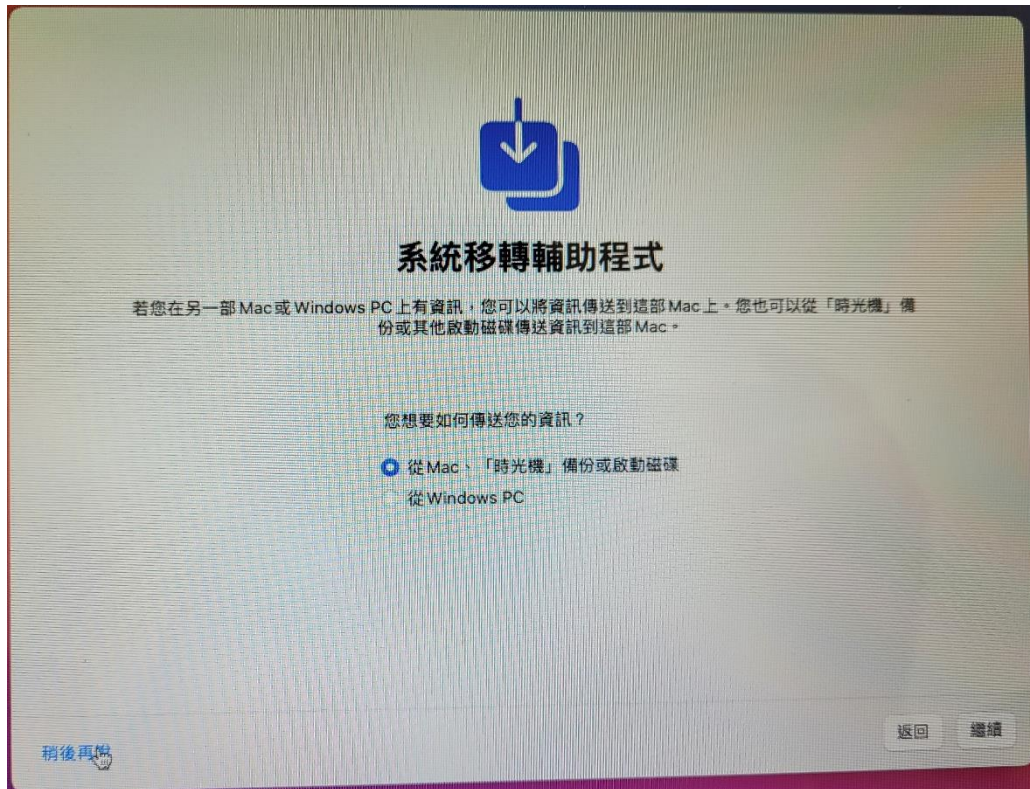 系統移轉輔助程式
若您在另一部 Mac 或 Windows PC 上有資訊，您可以將資訊傳送到這部 Mac 上。您也可以從「時光機」備
份或其他啟動磁碟傳送資訊到這部 Mac。
您想要如何傳送您的資訊？
從 Mac、「時光機」備份或啟動磁碟
從 Windows PC
稍後再說
返回
繼續